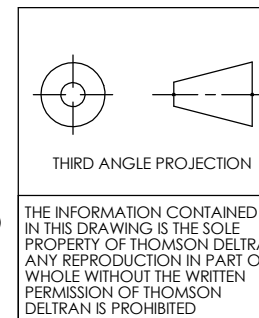 THIRD ANGLE PROJECTION
THE INFORMATION CONTAINED
IN THIS DRAWING IS THE SOLE
PROPERTY OF THOMSON
ANY REPRODUCTION IN PART
WHOLE WITHOUT THE WRITTEN
PERMISSION OF THOMSON
DELTRAN IS PROHIBITED